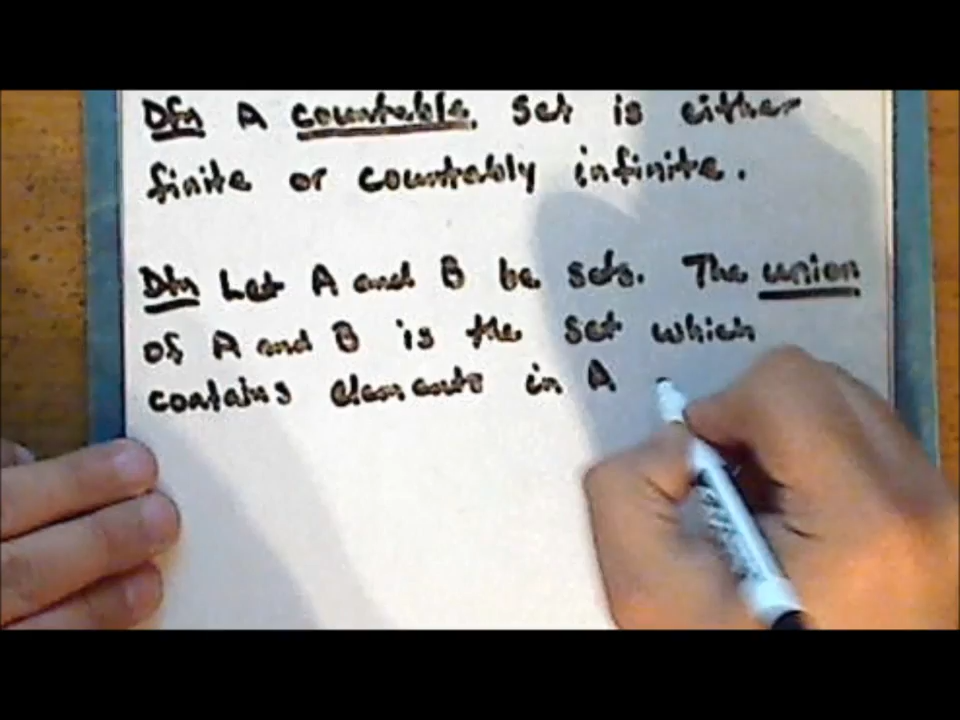 Dfn A countable set is either
finite or countably infinite.
Dfn Let A and B be sets. The union
of A and B is the set which
contains elements in A